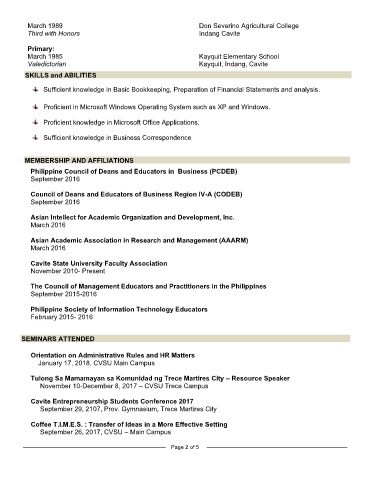 March 1989 Don Severino Agricultural College
Third with Honors Indang Cavite
Primary:
March 1985 Kayquit Elementary School
Valedictorian Kayquit, Indang, Cavite
SKILLS and ABILITIES
Sufficient knowledge in Basic Bookkeeping, Preparation of Financial Statements and analysis.
Proficient in Microsoft Windows Operating System such as XP and Windows.
Proficient knowledge in Microsoft Office Applications.
Sufficient knowledge in Business Correspondence
MEMBERSHIP AND AFFILIATIONS
Philippine Council of Deans and Educators in Business (PCDEB)
September 2016
Council of Deans and Educators of Business Region IV-A (CODEB)
September 2016
Asian Intellect for Academic Organization and Development, Inc.
March 2016
Asian Academic Association in Research and Management (AAARM)
March 2016
Cavite State University Faculty Association
November 2010- Present
The Council of Management Educators and Practitioners in the Philippines
September 2015-2016
Philippine Society of Information Technology Educators
February 2015- 2016
SEMINARS ATTENDED
Orientation on Administrative Rules and HR Matters
January 17, 2018, CVSU Main Campus
Tulong Sa Mamamayan sa Komunidad ng Trece Martires City – Resource Speaker
November 10-December 8, 2017 – CVSU Trece Campus
Cavite Entrepreneurship Students Conference 2017
September 29, 2107, Prov. Gymnasium, Trece Martires City
Coffee T.I.M.E.S. : Transfer of Ideas in a More Effective Setting
September 26, 2017, CVSU – Main Campus
Page 2 of 5